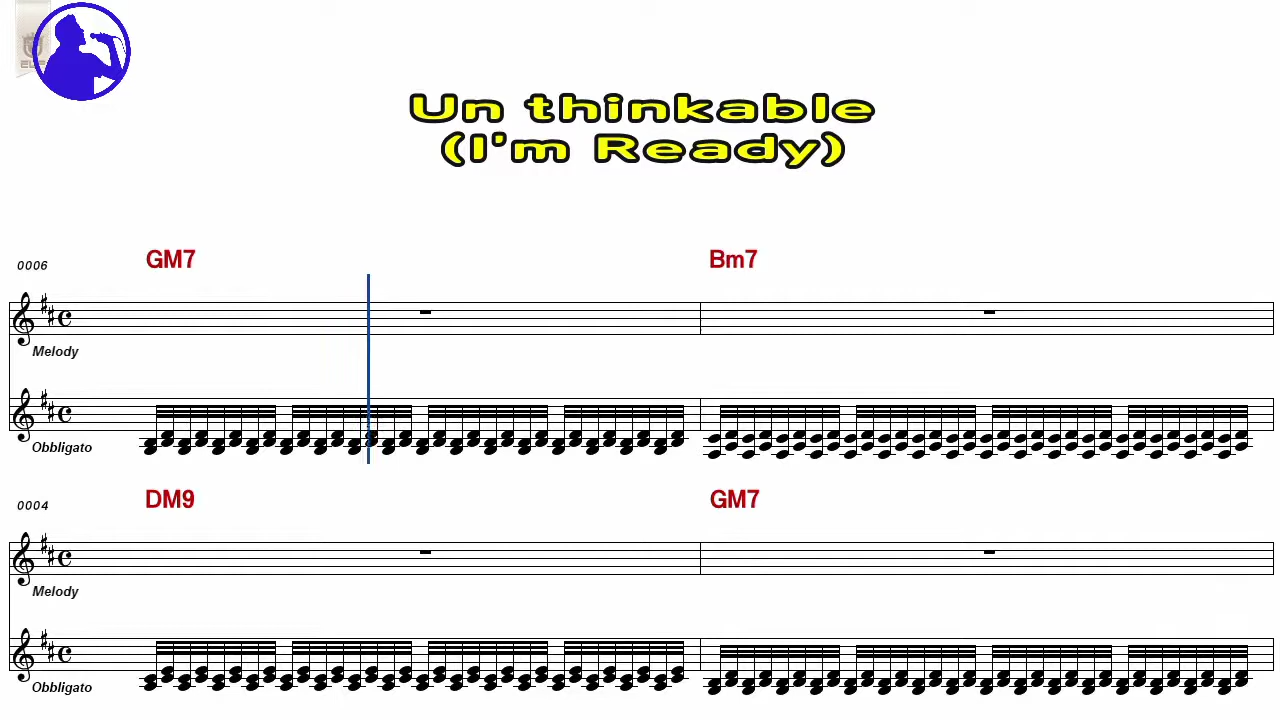 Un thinkable
(I'm Ready)
0006 GM7 Bm7
Melody
Obbligato
0004 DM9 GM7
Melody
Obbligato